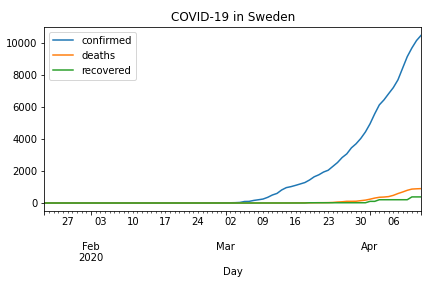 COVID-19 in Sweden
confirmed
deaths
recovered
10000
8000
6000
4000
2000
0
27 03 10 17 24 02 09 16 23 30 06
Feb Mar Apr
2020
Day